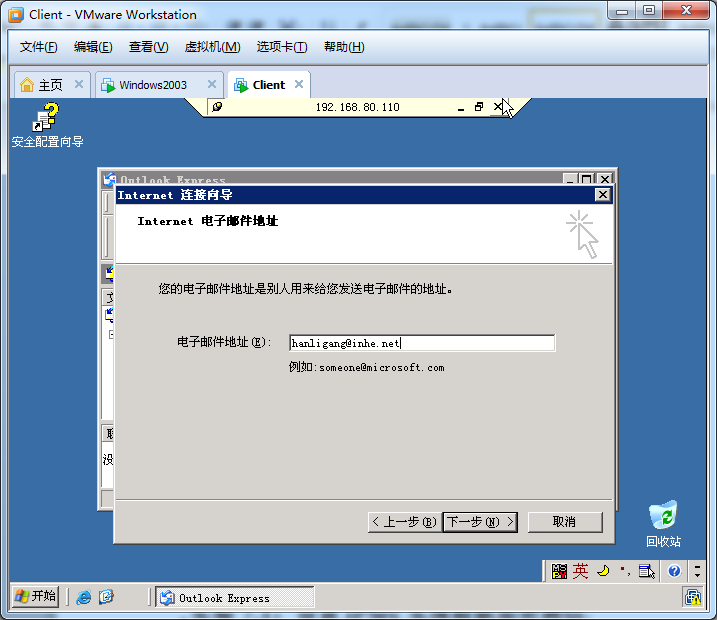 Client - VMware Workstation
文件(F) 编辑(E) 查看(V) 虚拟机(M) 选项卡(T) 帮助(H)
主页 Windows2003 Client
192.168.80.110
安全配置向导
Outlook Express
Internet 连接向导
Internet 电子邮件地址
您的电子邮件地址是别人用来给您发送电子邮件的地址。
电子邮件地址(E): hanligang@inhe.net
例如:someone@microsoft.com
< 上一步(B) 下一步(N) > 取消
回收站
英
开始 Outlook Express